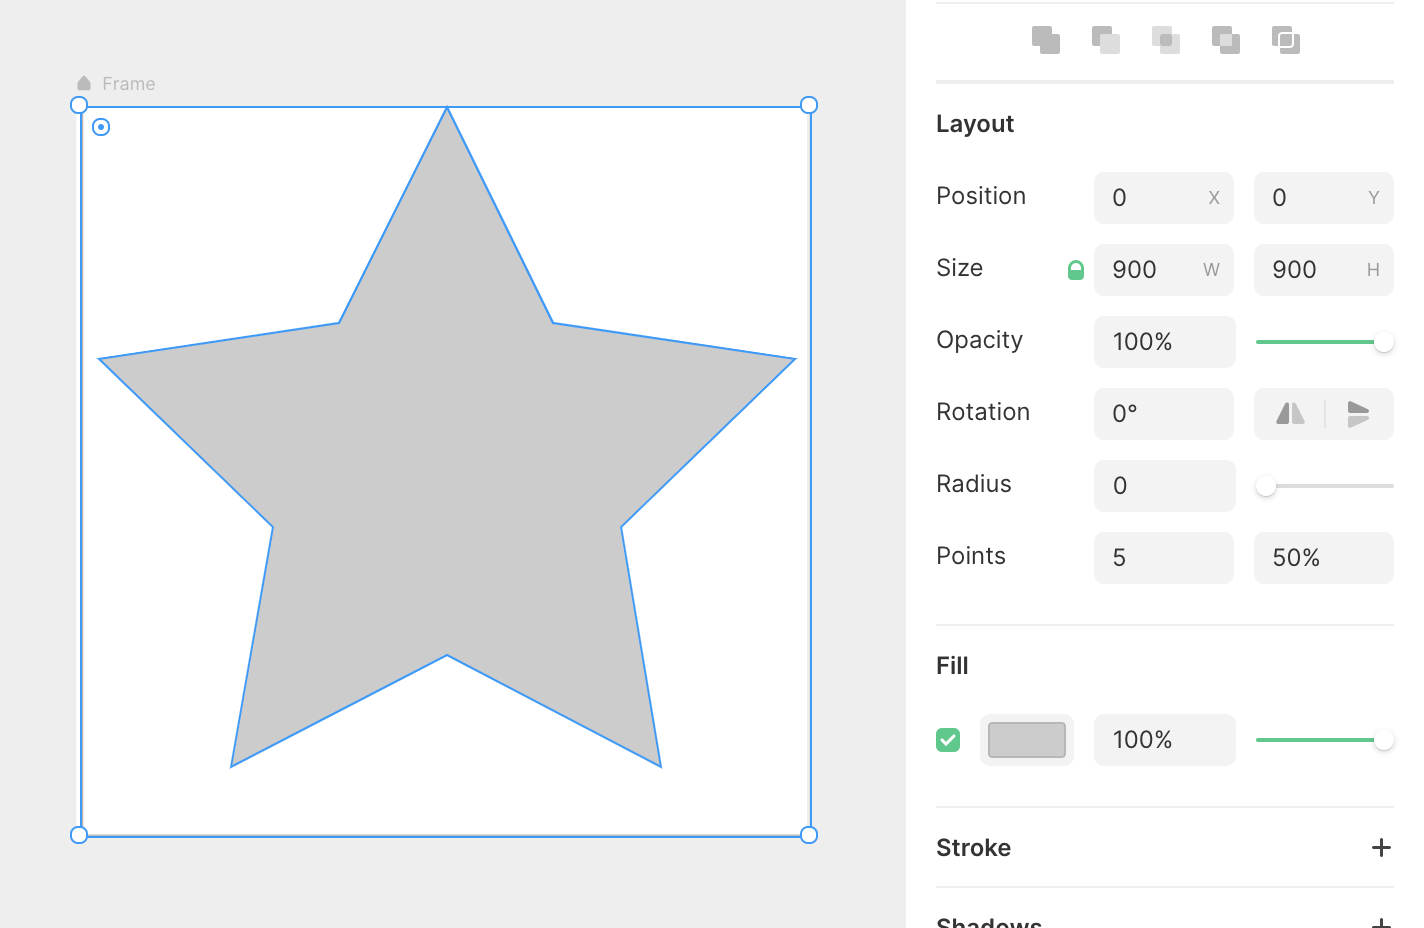 Frame
Layout
Position 0 X 0 Y
Size 900 W 900 H
Opacity 100%
Rotation 0°
Radius 0
Points 5 50%
Fill
100%
Stroke
Shadows